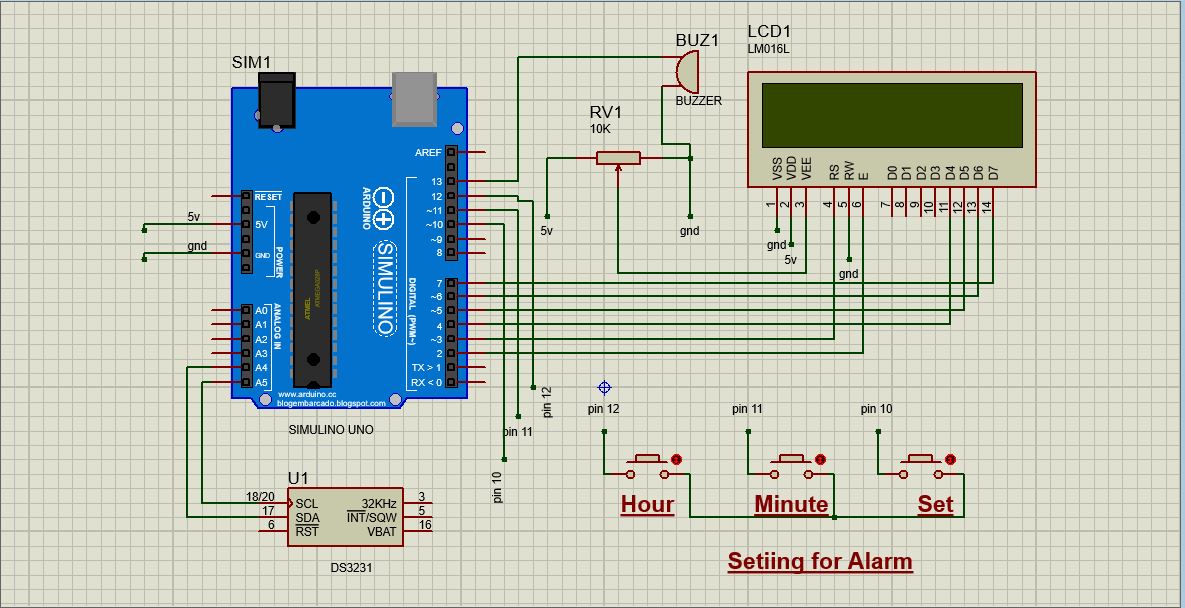 SIM1
BUZ1
BUZZER
LCD1
LM016L
RV1
10K
VSS
VDD
VEE
RS
RW
E
D0
D1
D2
D3
D4
D5
D6
D7
1
2
3
4
5
6
7
8
9
10
11
12
13
14
gnd
5v
gnd
5v
gnd
5v
gnd
RESET
5V
GND
POWER
A0
A1
A2
A3
A4
A5
ANALOG IN
ATMEL
ATMEGA328P
ARDUINO
SIMULINO
AREF
13
12
~11
~10
~9
8
7
~6
~5
4
~3
2
TX > 1
RX < 0
DIGITAL (PWM~)
www.arduino.cc
blogembarcado.blogspot.com
SIMULINO UNO
pin 12
pin 11
pin 10
pin 12
pin 11
pin 10
Hour
Minute
Set
Setiing for Alarm
U1
18/20
17
6
SCL
SDA
RST
32KHz
INT/SQW
VBAT
3
5
16
DS3231